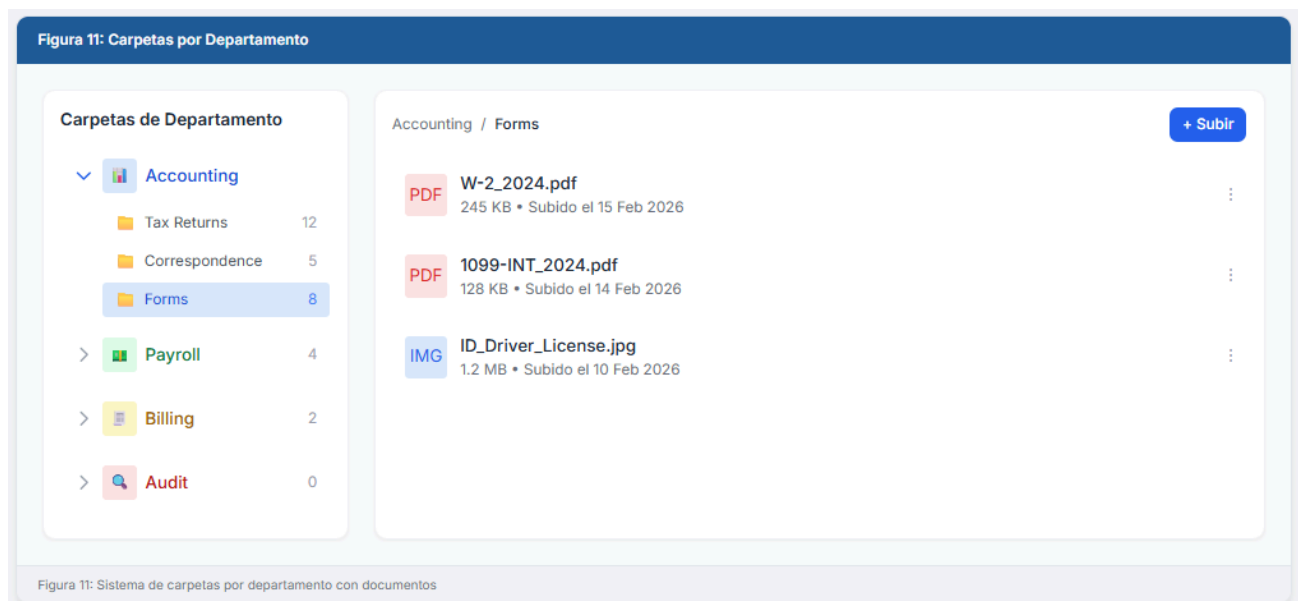 Figura 11: Carpetas por Departamento
Carpetas de Departamento
Accounting
Tax Returns 12
Correspondence 5
Forms 8
Payroll 4
Billing 2
Audit 0
Accounting / Forms
+ Subir
PDF
W-2_2024.pdf
245 KB • Subido el 15 Feb 2026
PDF
1099-INT_2024.pdf
128 KB • Subido el 14 Feb 2026
IMG
ID_Driver_License.jpg
1.2 MB • Subido el 10 Feb 2026
Figura 11: Sistema de carpetas por departamento con documentos